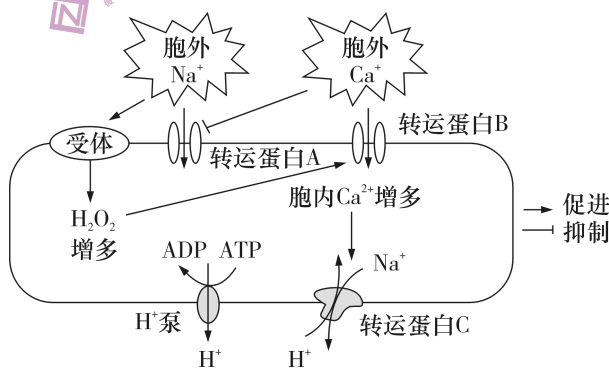 胞外
Na⁺
胞外
Ca⁺
受体
转运蛋白A
转运蛋白B
H₂O₂
增多
胞内Ca²⁺增多
促进
抑制
ADP ATP
Na⁺
H⁺泵
转运蛋白C
H⁺
H⁺